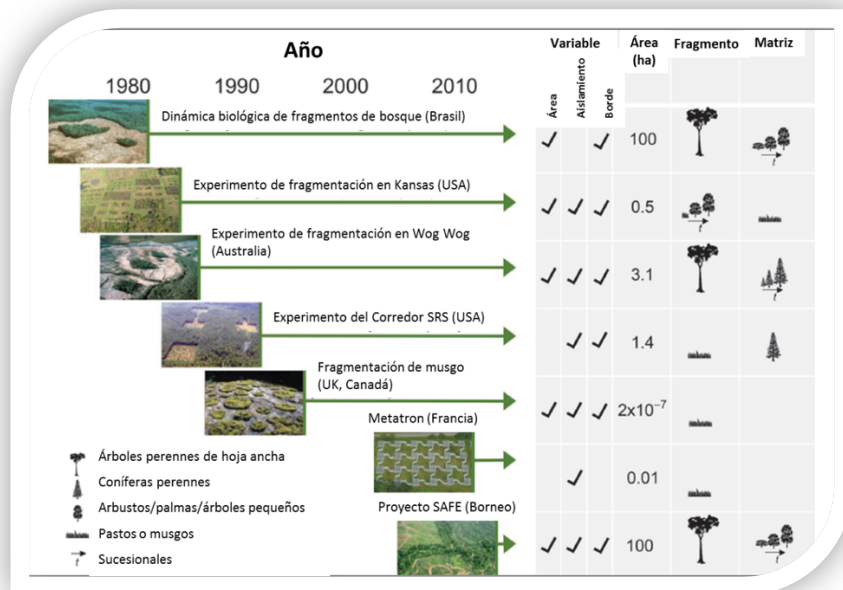 Año
1980 1990 2000 2010
Variable
Área
Aislamiento
Borde
Área
(ha)
Fragmento
Matriz
Dinámica biológica de fragmentos de bosque (Brasil)
100
Experimento de fragmentación en Kansas (USA)
0.5
Experimento de fragmentación en Wog Wog
(Australia)
3.1
Experimento del Corredor SRS (USA)
1.4
Fragmentación de musgo
(UK, Canadá)
2x10⁻⁷
Metatron (Francia)
0.01
Proyecto SAFE (Borneo)
100
Árboles perennes de hoja ancha
Coníferas perennes
Arbustos/palmas/árboles pequeños
Pastos o musgos
t
Sucesionales